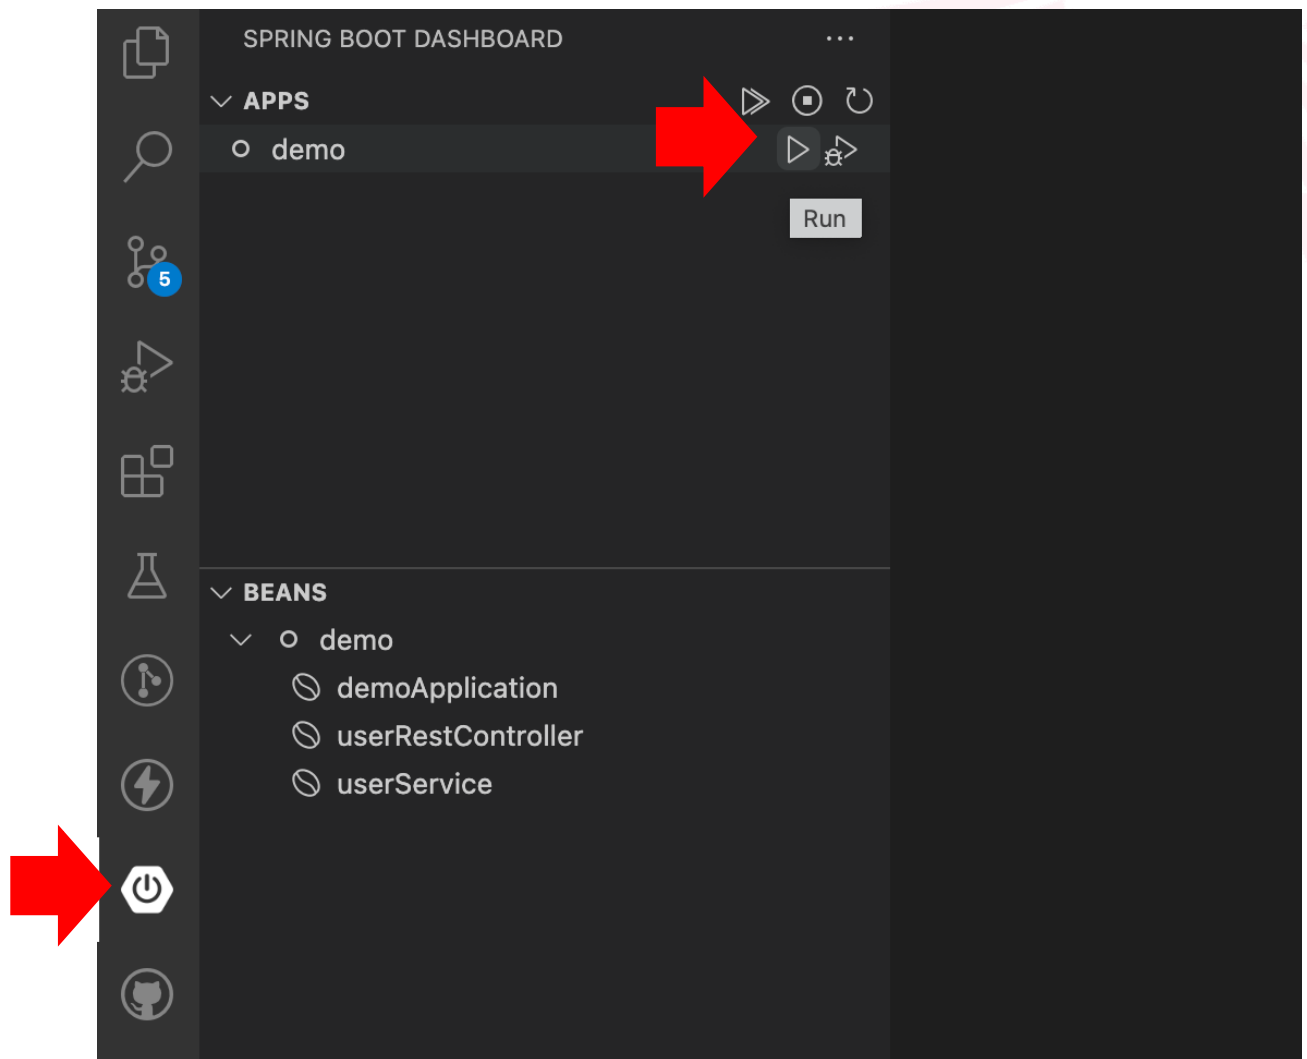 SPRING BOOT DASHBOARD
APPS
demo
Run
5
BEANS
demo
demoApplication
userRestController
userService